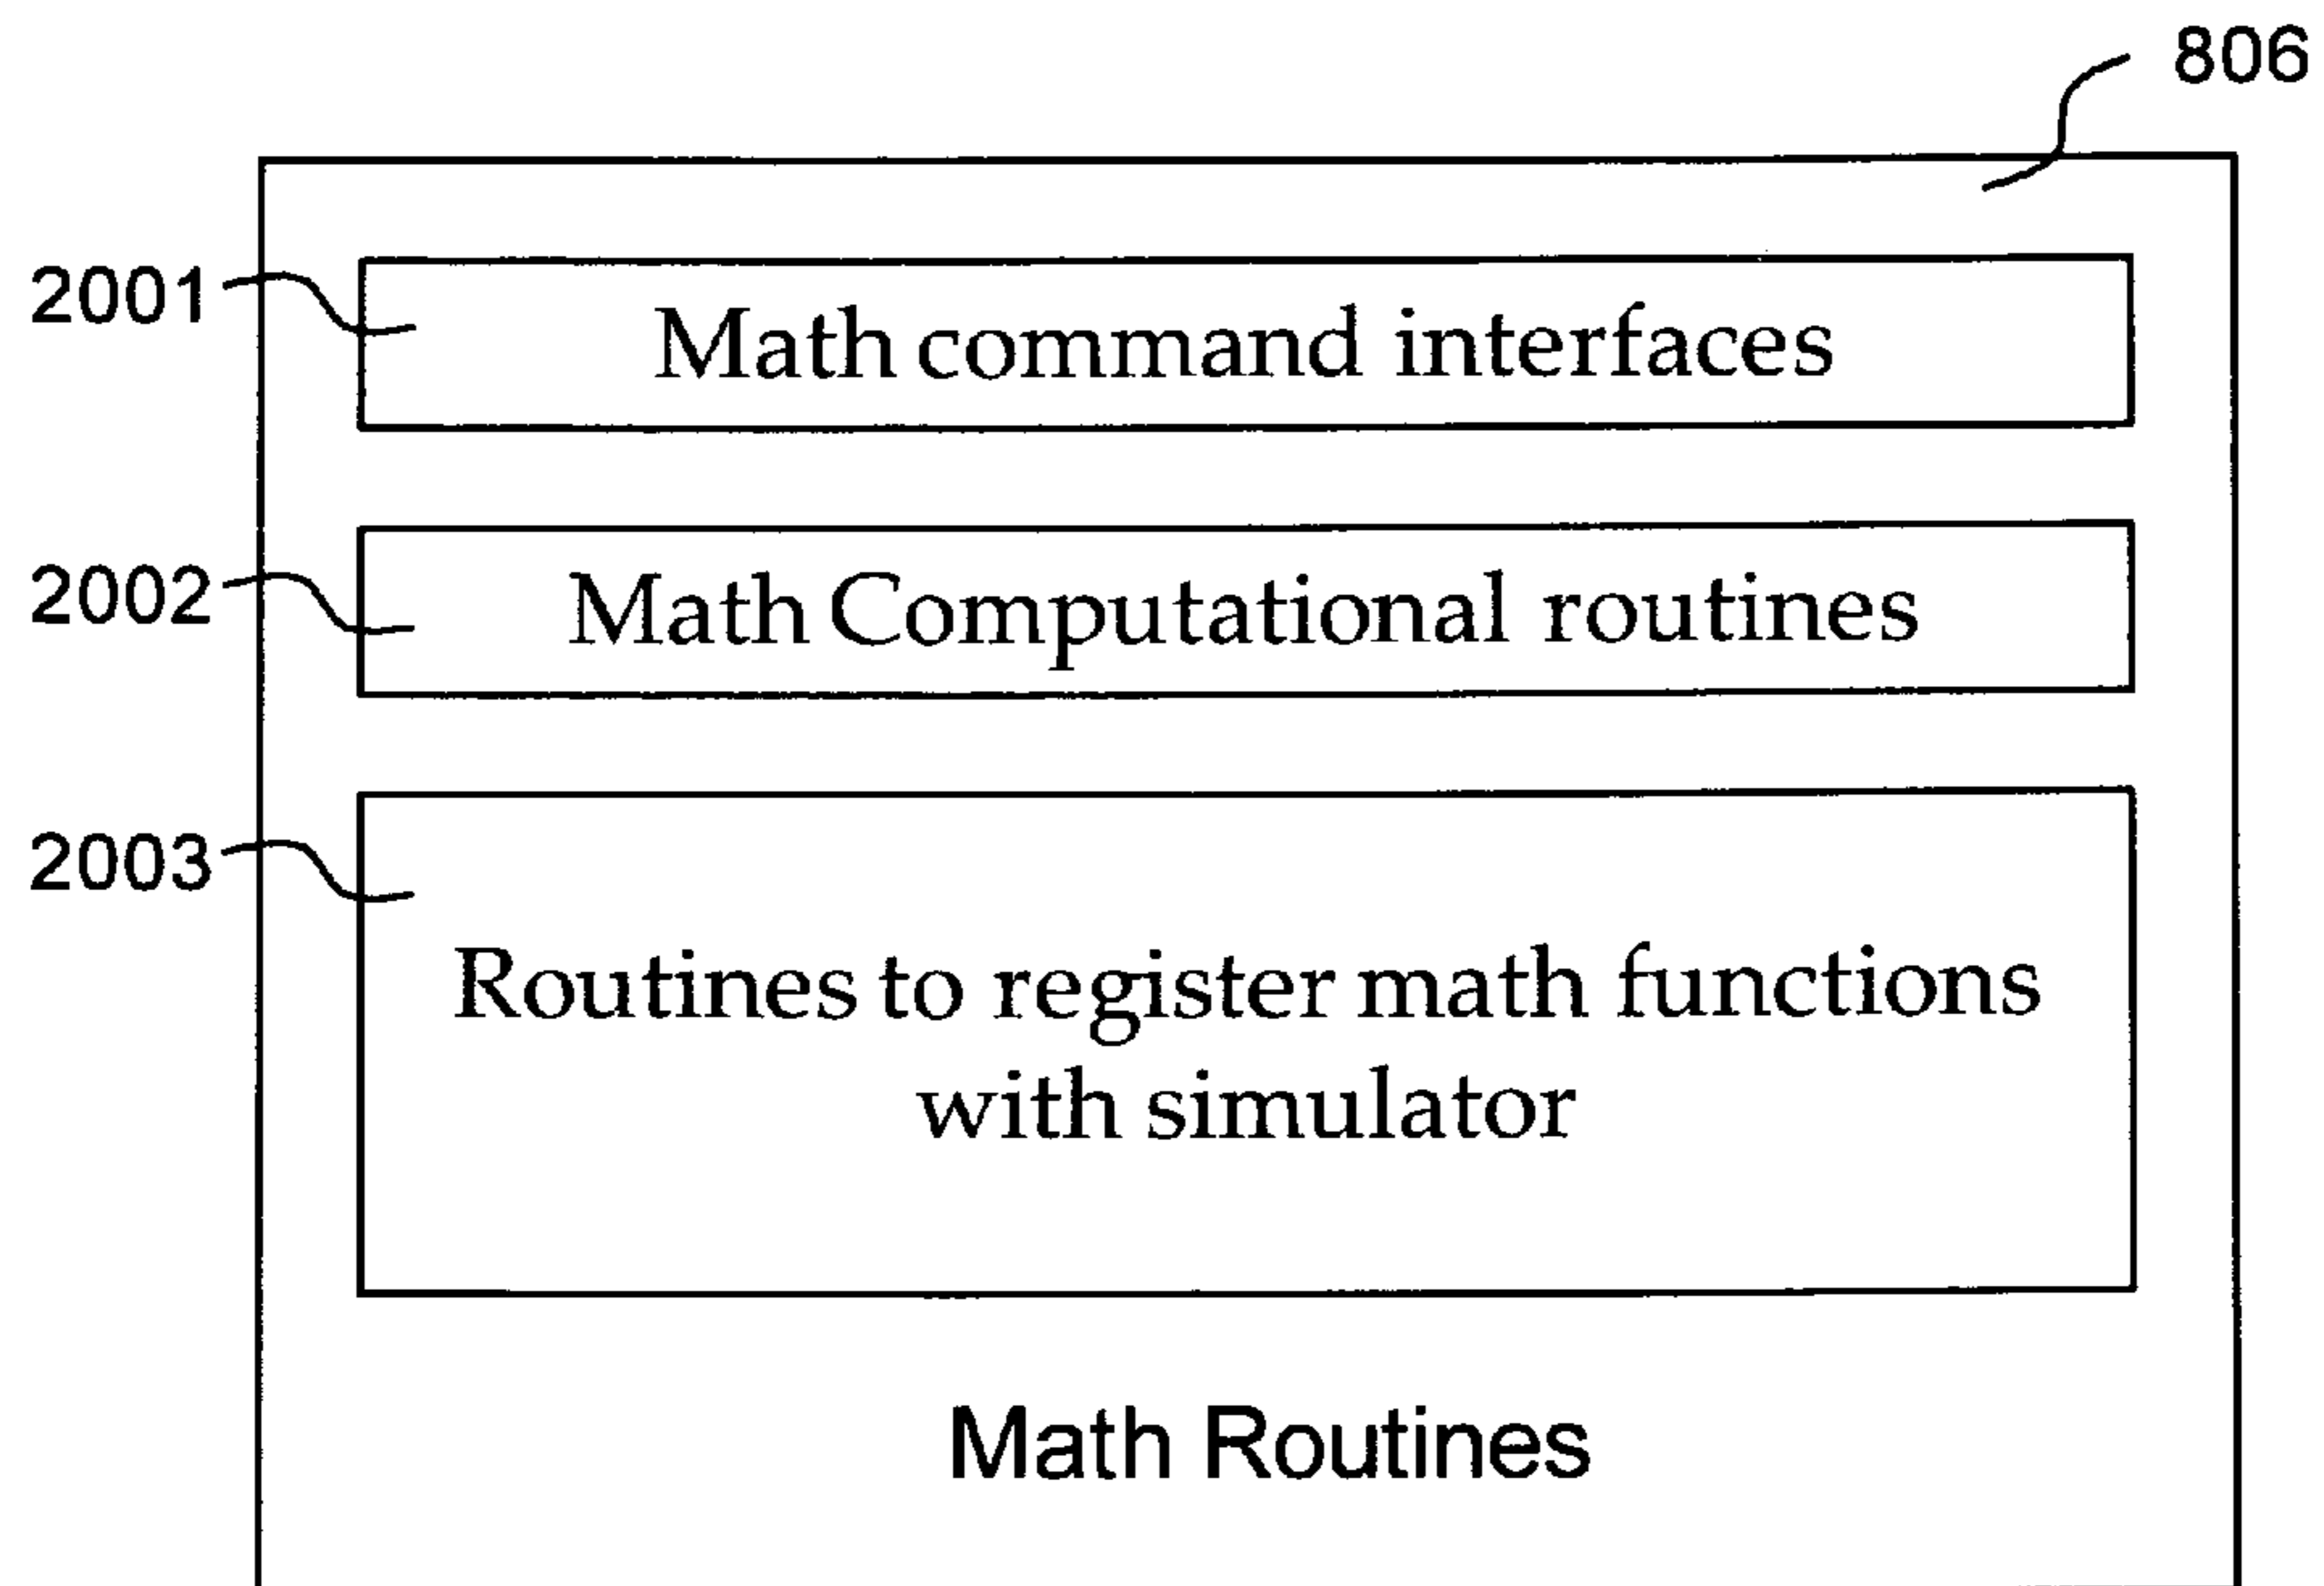 806
2001
Math command interfaces
2002
Math Computational routines
2003
Routines to register math functions
with simulator
Math Routines